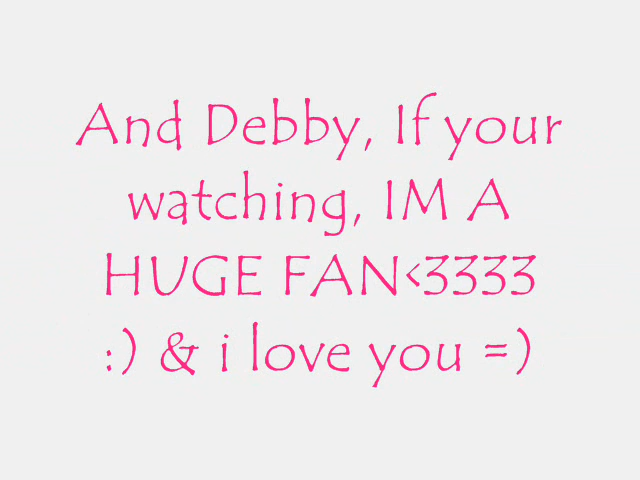 And Debby, If your
watching, IM A
HUGE FAN<3333
:) & i love you =)